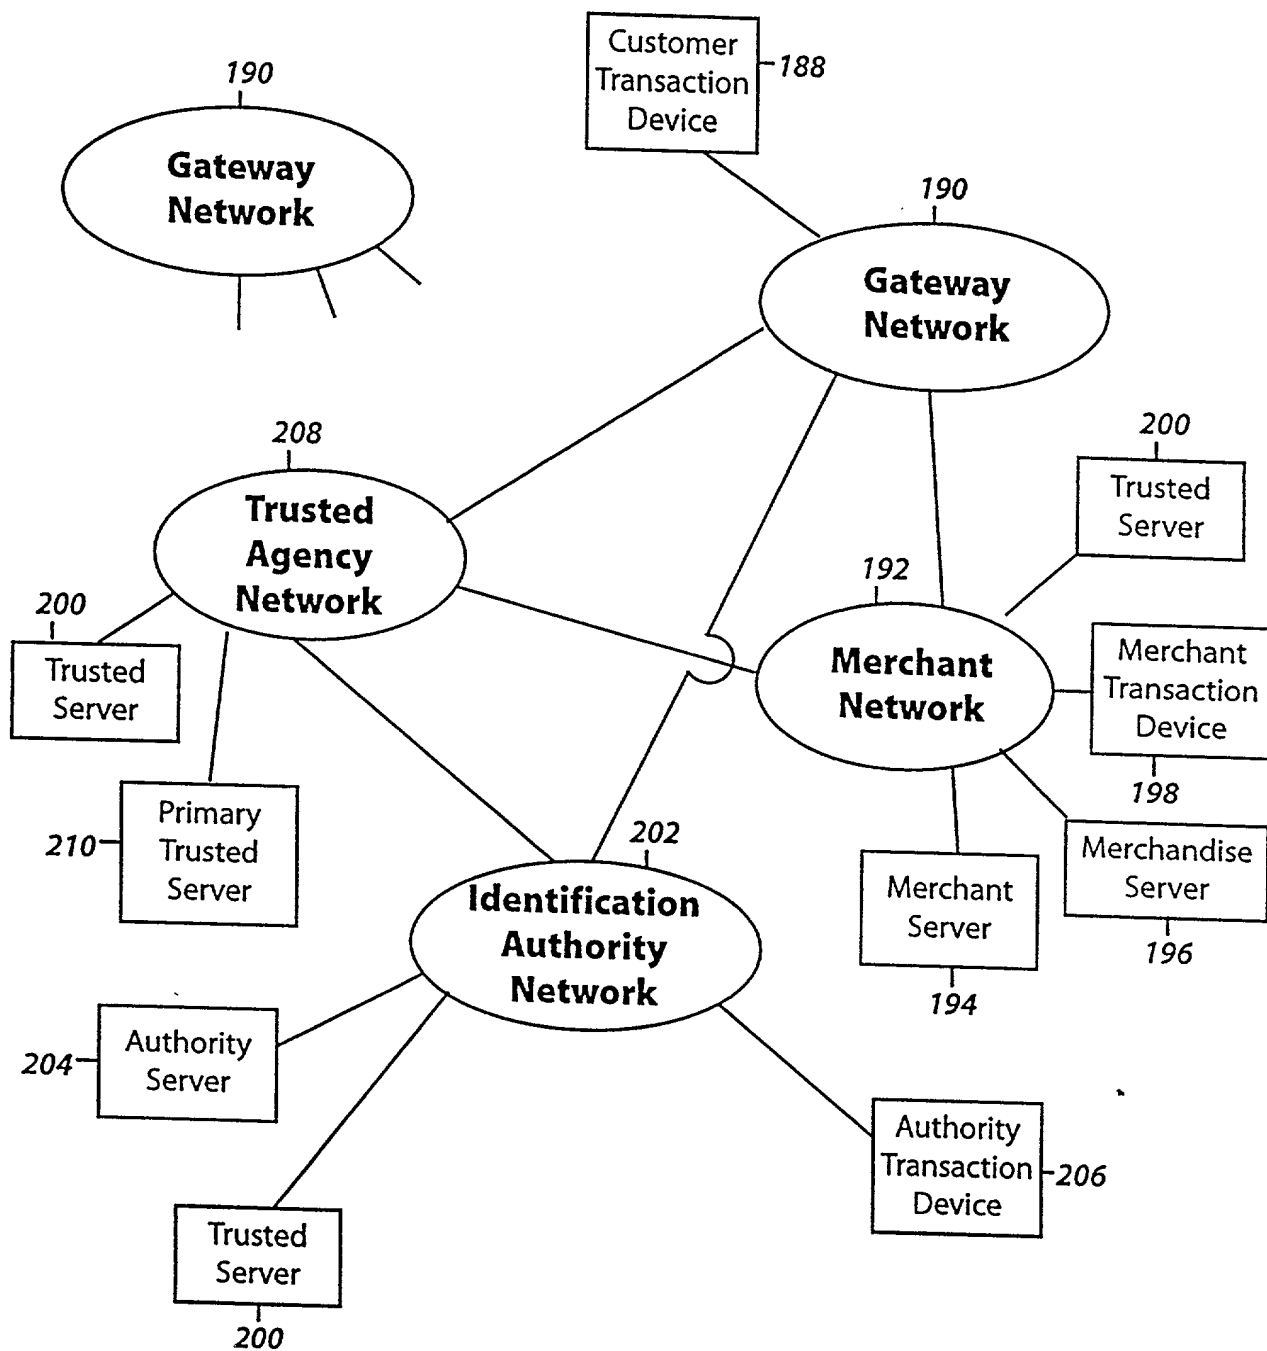 190
Gateway
Network
Customer
Transaction
Device
188
190
Gateway
Network
208
Trusted
Agency
Network
200
Trusted
Server
192
Merchant
Network
200
Trusted
Server
Merchant
Transaction
Device
198
210
Primary
Trusted
Server
202
Identification
Authority
Network
Merchant
Server
194
Merchandise
Server
196
204
Authority
Server
Authority
Transaction
Device
206
Trusted
Server
200